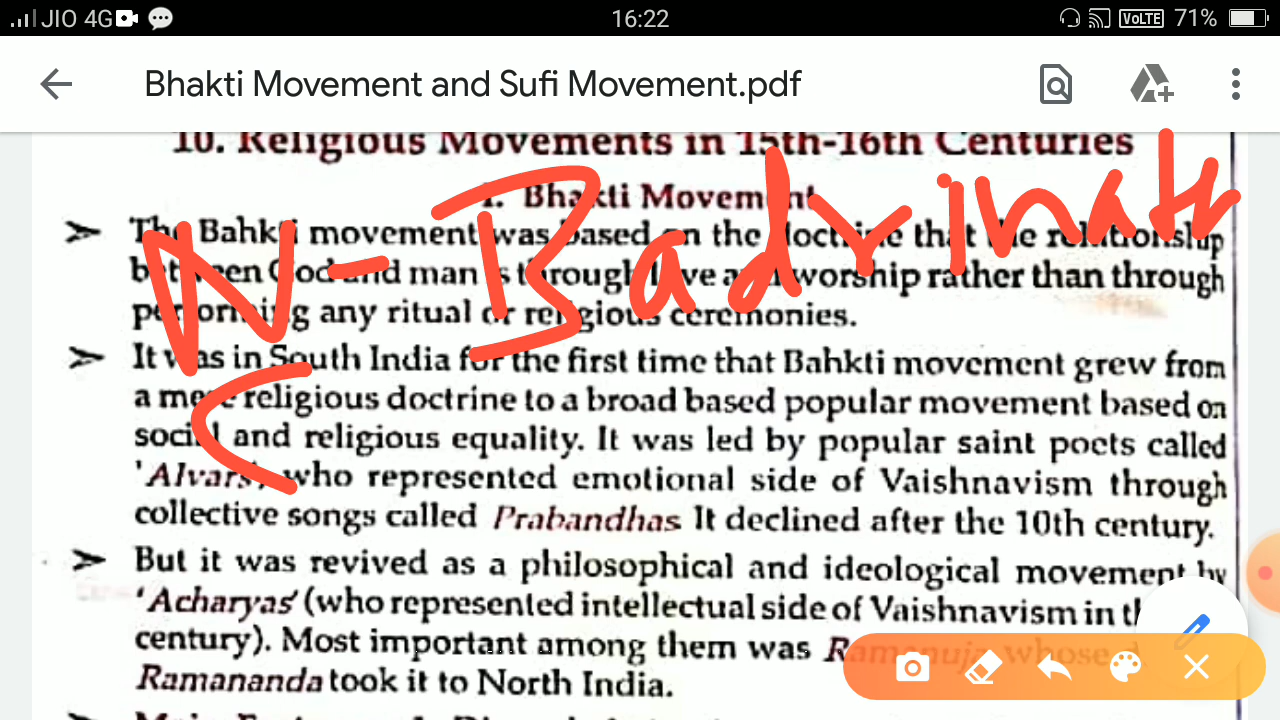 JIO 4G 16:22 VoLTE 71%
Bhakti Movement and Sufi Movement.pdf
10. Religious Movements in 15th-16th Centuries
I. Bhakti Movement
N - Badrinath
➢ The Bahkti movement was based on the doctrine that the relationship
between God and man is through love and worship rather than through
performing any ritual or religious ceremonies.
➢ It was in South India for the first time that Bahkti movement grew from
a mere religious doctrine to a broad based popular movement based on
social and religious equality. It was led by popular saint poets called
'Alvars', who represented emotional side of Vaishnavism through
collective songs called Prabandhas. It declined after the 10th century.
➢ But it was revived as a philosophical and ideological movement by
'Acharyas' (who represented intellectual side of Vaishnavism in
century). Most important among them was Ramanuja whose
Ramananda took it to North India.